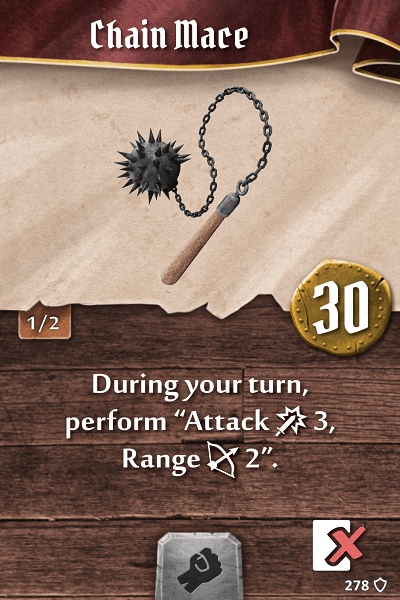 Chain Mace
1/2
30
During your turn,
perform “Attack 3,
Range 2”.
278